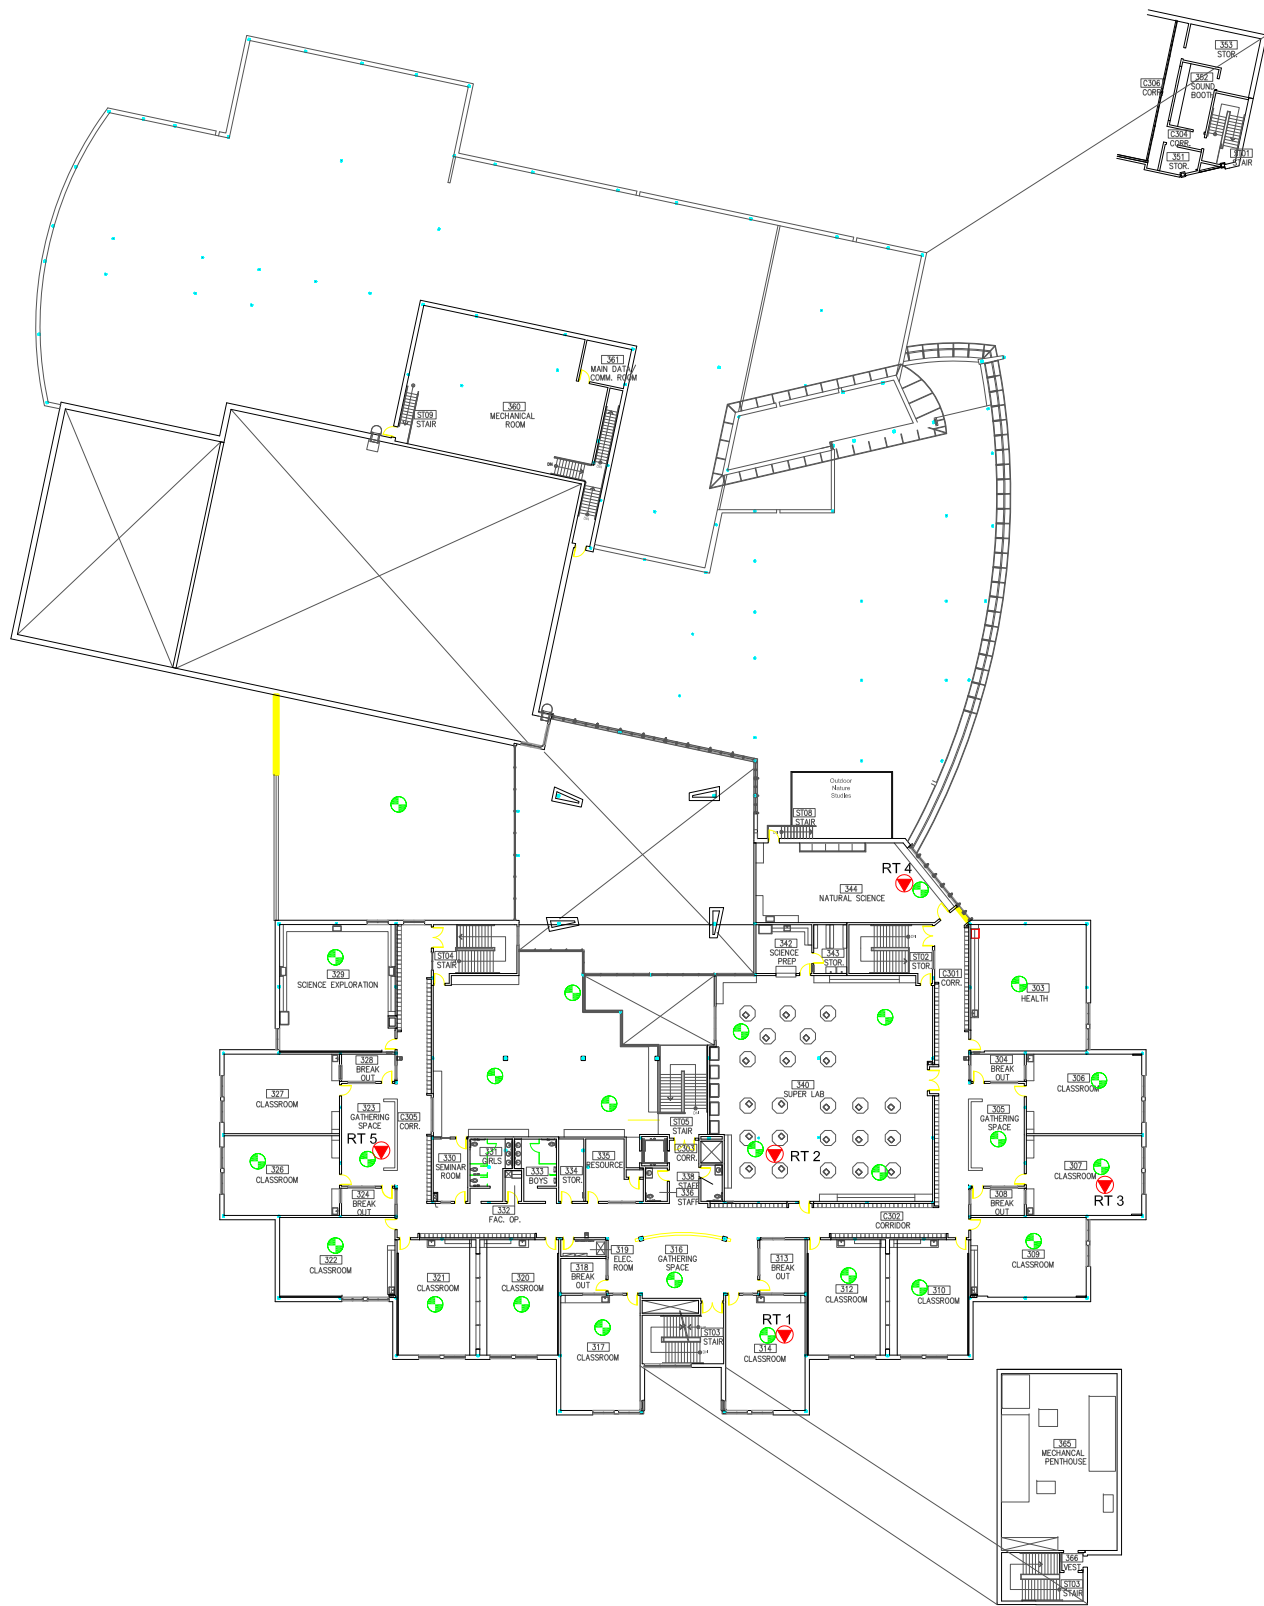 353
STOR.
362
SOUND
BOOTH
C306
CORR.
C304
CORR.
351
STOR.
ST01
STAIR
361
MAIN DATA/
COMM. ROOM
360
MECHANICAL
ROOM
ST09
STAIR
Outdoor
Nature
Studies
ST08
STAIR
RT 4
344
NATURAL SCIENCE
342
SCIENCE
PREP
343
STOR.
ST02
STOR.
C301
CORR.
303
HEALTH
ST04
STAIR
329
SCIENCE EXPLORATION
328
BREAK
OUT
327
CLASSROOM
323
GATHERING
SPACE
C305
CORR.
RT 5
326
CLASSROOM
324
BREAK
OUT
322
CLASSROOM
340
SUPER LAB
304
BREAK
OUT
306
CLASSROOM
305
GATHERING
SPACE
307
CLASSROOM
RT 3
308
BREAK
OUT
309
CLASSROOM
ST05
STAIR
C303
CORR.
RT 2
330
SEMINAR
ROOM
331
GIRLS
333
BOYS
334
STOR.
335
RESOURCE
338
STAFF
336
STAFF
332
FAC. OP.
C302
CORRIDOR
319
ELEC.
ROOM
318
BREAK
OUT
316
GATHERING
SPACE
313
BREAK
OUT
321
CLASSROOM
320
CLASSROOM
312
CLASSROOM
310
CLASSROOM
317
CLASSROOM
ST03
STAIR
RT 1
314
CLASSROOM
365
MECHANCAL
PENTHOUSE
366
VEST.
ST03
STAIR